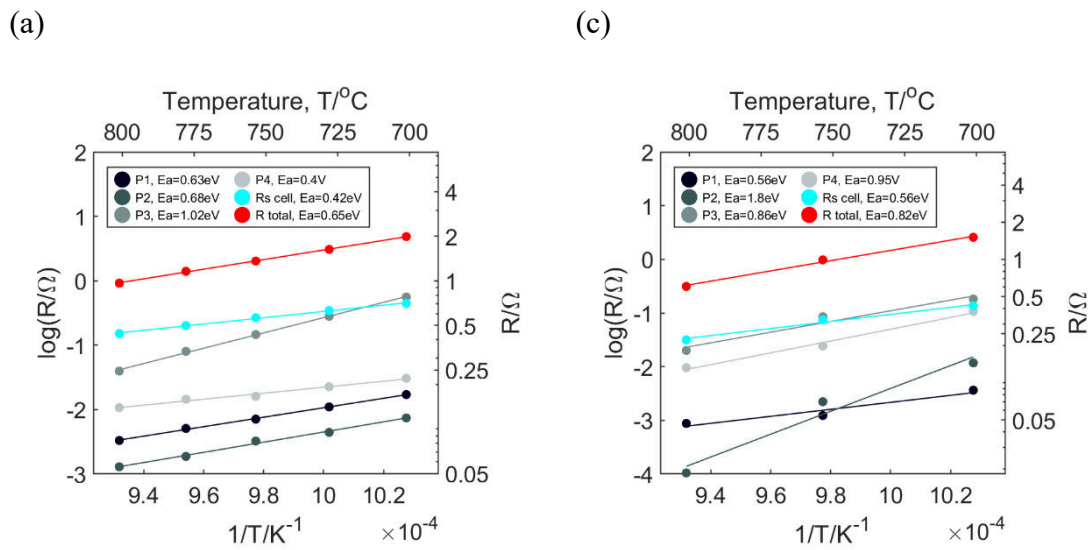 (a)
Temperature, T/°C
800 775 750 725 700
2
1
0
-1
-2
-3
log(R/Ω)
P1, Ea=0.63eV
P2, Ea=0.68eV
P3, Ea=1.02eV
P4, Ea=0.4V
Rs cell, Ea=0.42eV
R total, Ea=0.65eV
4
2
1
0.5
0.25
0.05
R/Ω
9.4 9.6 9.8 10 10.2
1/T/K⁻¹ ×10⁻⁴
(c)
Temperature, T/°C
800 775 750 725 700
2
1
0
-1
-2
-3
-4
log(R/Ω)
P1, Ea=0.56eV
P2, Ea=1.8eV
P3, Ea=0.86eV
P4, Ea=0.95V
Rs cell, Ea=0.56eV
R total, Ea=0.82eV
4
2
1
0.5
0.25
0.05
R/Ω
9.4 9.6 9.8 10 10.2
1/T/K⁻¹ ×10⁻⁴